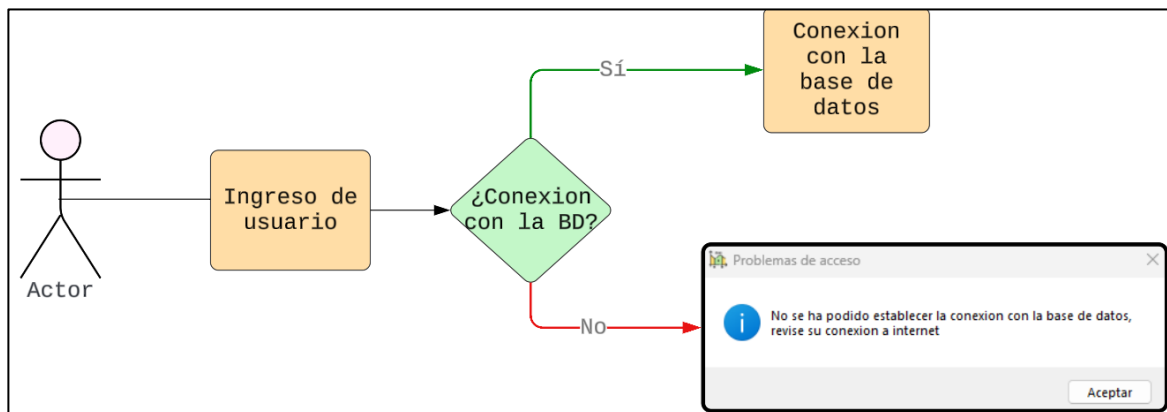 Conexion
con la
base de
datos
Sí
Ingreso de
usuario
¿Conexion
con la BD?
Actor
No
Problemas de acceso
No se ha podido establecer la conexion con la base de datos,
revise su conexion a internet
Aceptar